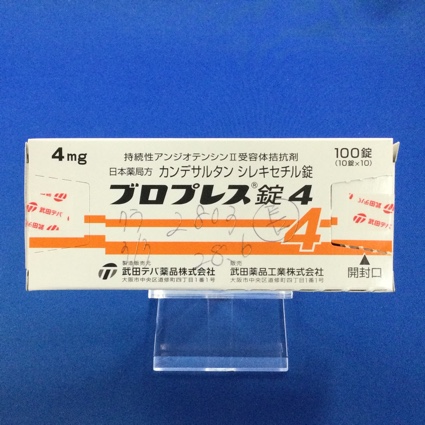 4mg
持続性アンジオテンシンⅡ受容体拮抗剤
100錠
(10錠×10)
日本薬局方 カンデサルタン シレキセチル錠
ブロプレス®錠4
4
製造販売元
武田テバ薬品株式会社
大阪市中央区道修町四丁目1番1号
販売
武田薬品工業株式会社
大阪市中央区道修町四丁目1番1号
開封口